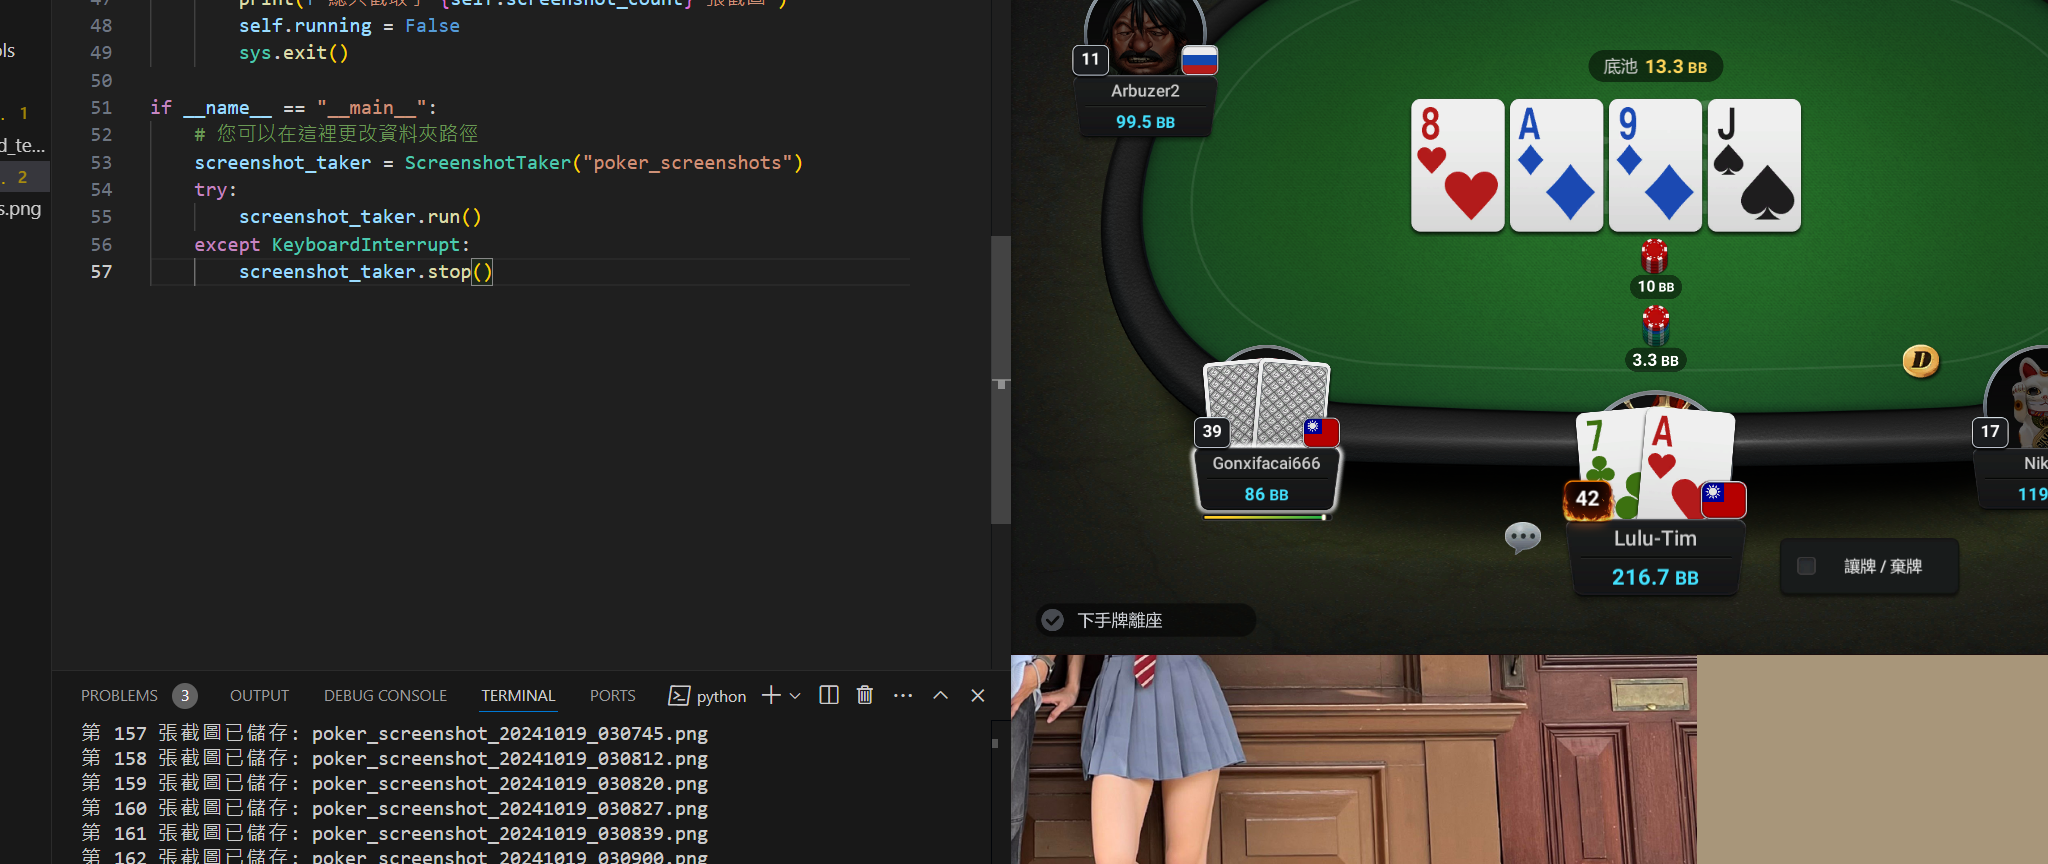 47
print(f"總共截取了 {self.screenshot_count} 張截圖")
48
self.running = False
49
sys.exit()
50
51
if __name__ == "__main__":
52
# 您可以在這裡更改資料夾路徑
53
screenshot_taker = ScreenshotTaker("poker_screenshots")
54
try:
55
screenshot_taker.run()
56
except KeyboardInterrupt:
57
screenshot_taker.stop()
ols
. 1
d_te...
. 2
s.png
PROBLEMS 3 OUTPUT DEBUG CONSOLE TERMINAL PORTS python
第 157 張截圖已儲存: poker_screenshot_20241019_030745.png
第 158 張截圖已儲存: poker_screenshot_20241019_030812.png
第 159 張截圖已儲存: poker_screenshot_20241019_030820.png
第 160 張截圖已儲存: poker_screenshot_20241019_030827.png
第 161 張截圖已儲存: poker_screenshot_20241019_030839.png
第 162 張截圖已儲存: poker_screenshot_20241019_030900.png
11
Arbuzer2
99.5 BB
底池 13.3 BB
8 A 9 J
10 BB
3.3 BB
D
39
Gonxifacai666
86 BB
7 A
42
Lulu-Tim
216.7 BB
17
Nik
119
讓牌 / 棄牌
下手牌離座